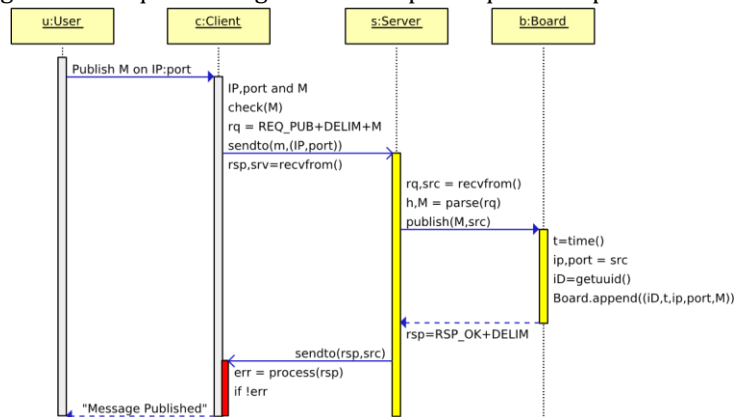 u:User c:Client s:Server b:Board
Publish M on IP:port
IP,port and M
check(M)
rq = REQ_PUB+DELIM+M
sendto(m,(IP,port))
rsp,srv=recvfrom()
rq,src = recvfrom()
h,M = parse(rq)
publish(M,src)
t=time()
ip,port = src
iD=getuuid()
Board.append((iD,t,ip,port,M))
rsp=RSP_OK+DELIM
sendto(rsp,src)
err = process(rsp)
if !err
"Message Published"